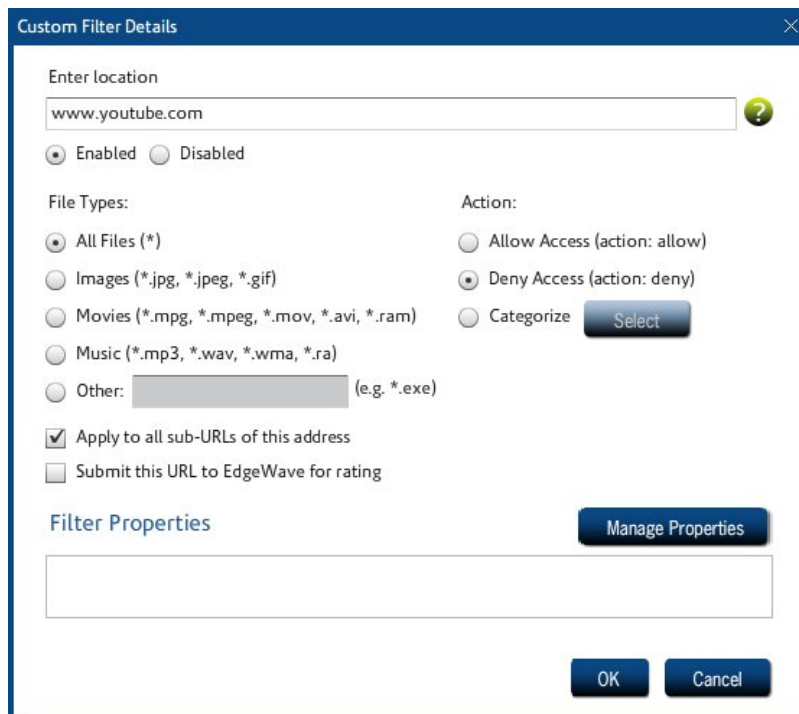 Custom Filter Details
Enter location
www.youtube.com
?
Enabled Disabled
File Types: Action:
All Files (*) Allow Access (action: allow)
Images (*.jpg, *.jpeg, *.gif) Deny Access (action: deny)
Movies (*.mpg, *.mpeg, *.mov, *.avi, *.ram) Categorize Select
Music (*.mp3, *.wav, *.wma, *.ra)
Other: (e.g. *.exe)
Apply to all sub-URLs of this address
Submit this URL to EdgeWave for rating
Filter Properties Manage Properties
OK Cancel